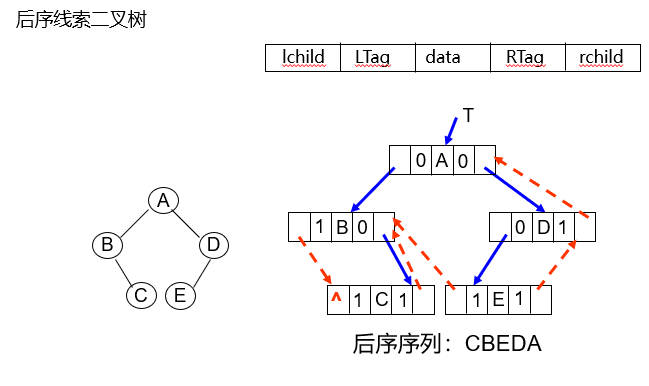 后序线索二叉树
lchild LTag data RTag rchild
T
0 A 0
A
1 B 0
0 D 1
B D
C E
^ 1 C 1
1 E 1
后序序列：CBEDA